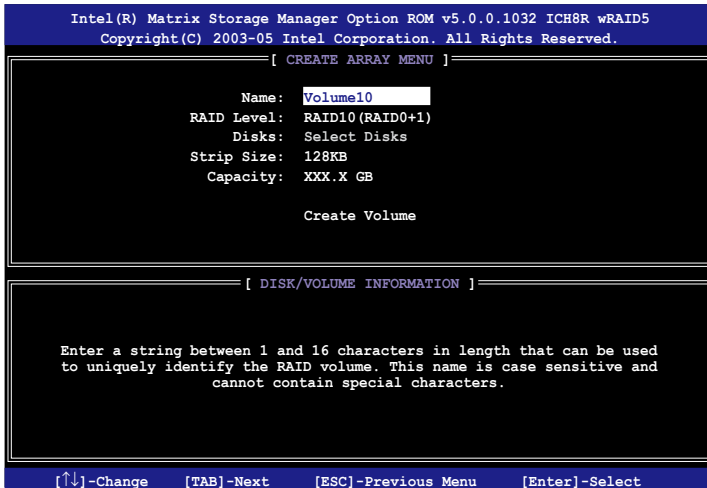 Intel(R) Matrix Storage Manager Option ROM v5.0.0.1032 ICH8R wRAID5
Copyright(C) 2003-05 Intel Corporation. All Rights Reserved.
[ CREATE ARRAY MENU ]
Name: Volume10
RAID Level: RAID10(RAID0+1)
Disks: Select Disks
Strip Size: 128KB
Capacity: XXX.X GB
Create Volume
[ DISK/VOLUME INFORMATION ]
Enter a string between 1 and 16 characters in length that can be used
to uniquely identify the RAID volume. This name is case sensitive and
cannot contain special characters.
[↑↓]-Change [TAB]-Next [ESC]-Previous Menu [Enter]-Select